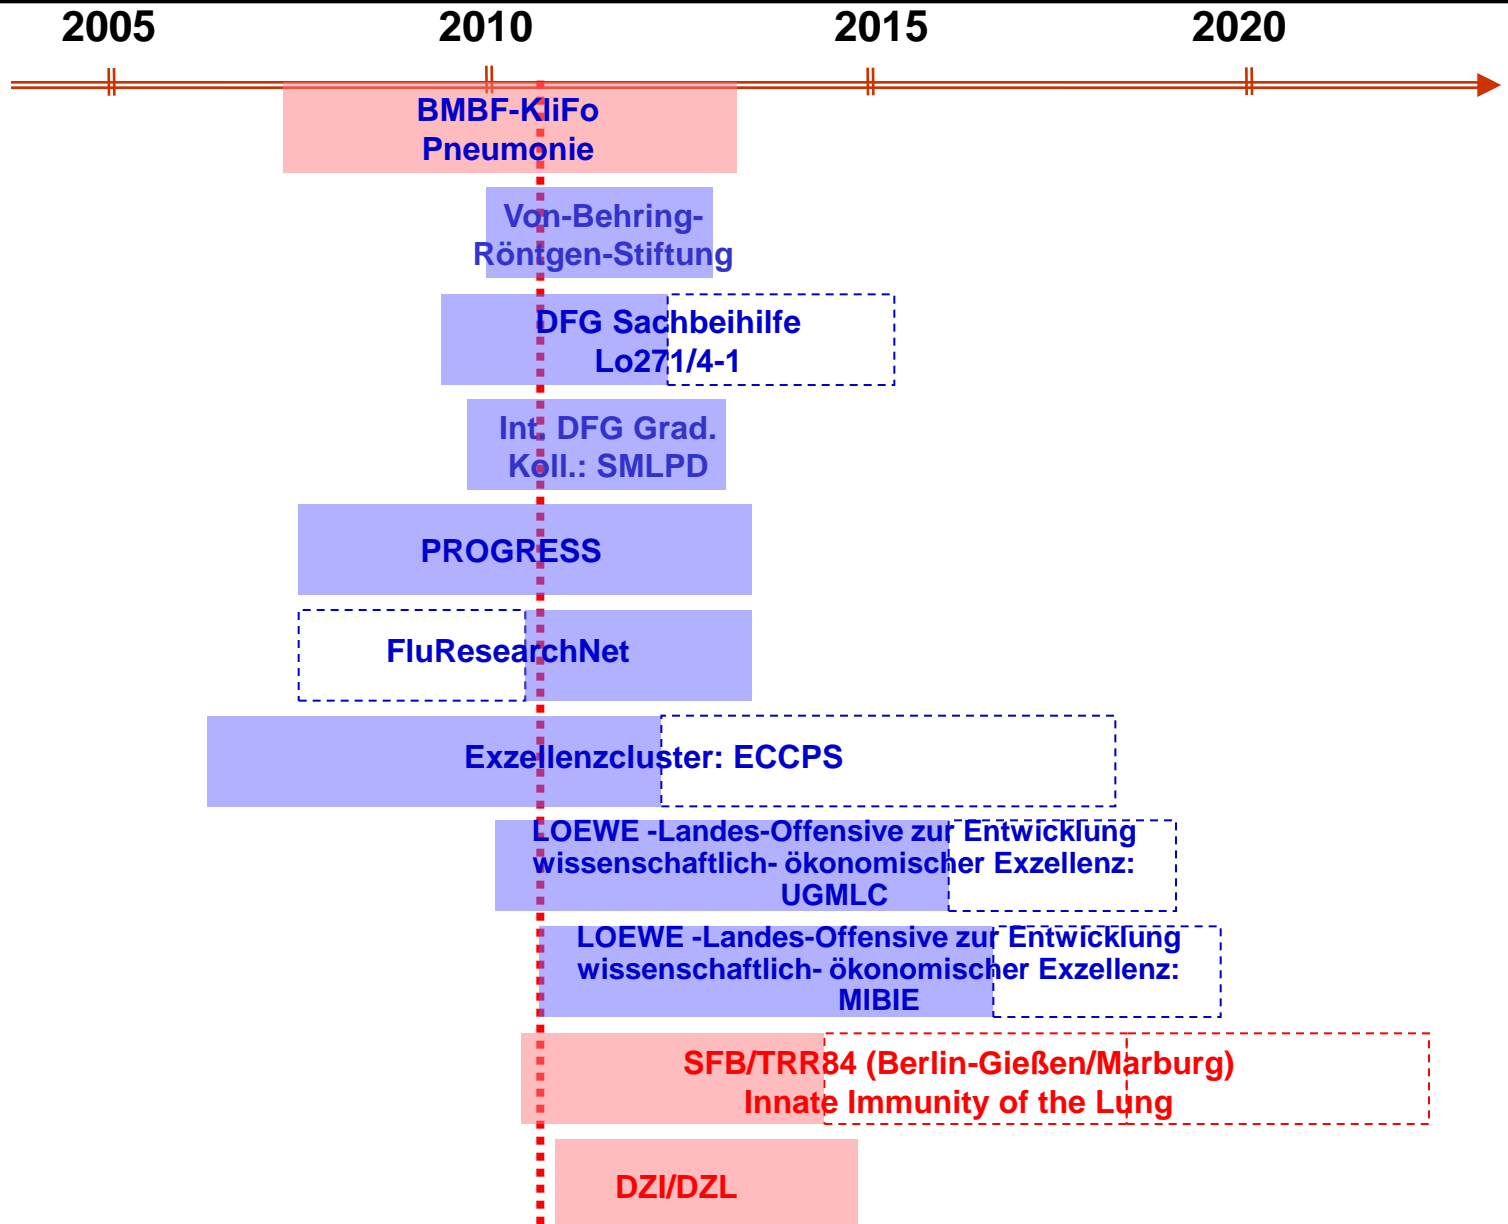 2005 2010 2015 2020
BMBF-KliFo
Pneumonie
Von-Behring-
Röntgen-Stiftung
DFG Sachbeihilfe
Lo271/4-1
Int. DFG Grad.
Koll.: SMLPD
PROGRESS
FluResearchNet
Exzellenzcluster: ECCPS
LOEWE -Landes-Offensive zur Entwicklung
wissenschaftlich- ökonomischer Exzellenz:
UGMLC
LOEWE -Landes-Offensive zur Entwicklung
wissenschaftlich- ökonomischer Exzellenz:
MIBIE
SFB/TRR84 (Berlin-Gießen/Marburg)
Innate Immunity of the Lung
DZI/DZL